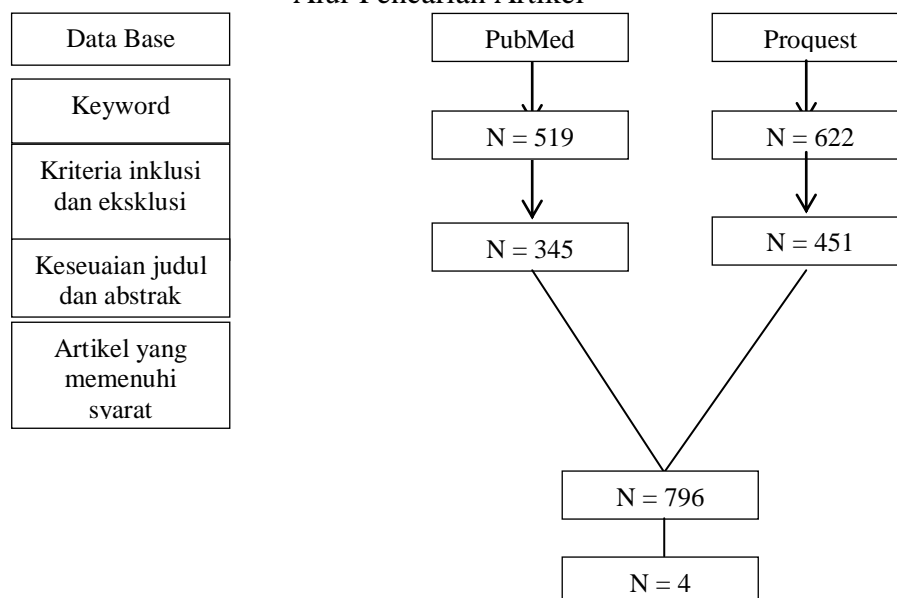 Alur Pencarian Artikel
Data Base
PubMed
Proquest
Keyword
N = 519
N = 622
Kriteria inklusi
dan eksklusi
N = 345
N = 451
Keseuaian judul
dan abstrak
Artikel yang
memenuhi
syarat
N = 796
N = 4